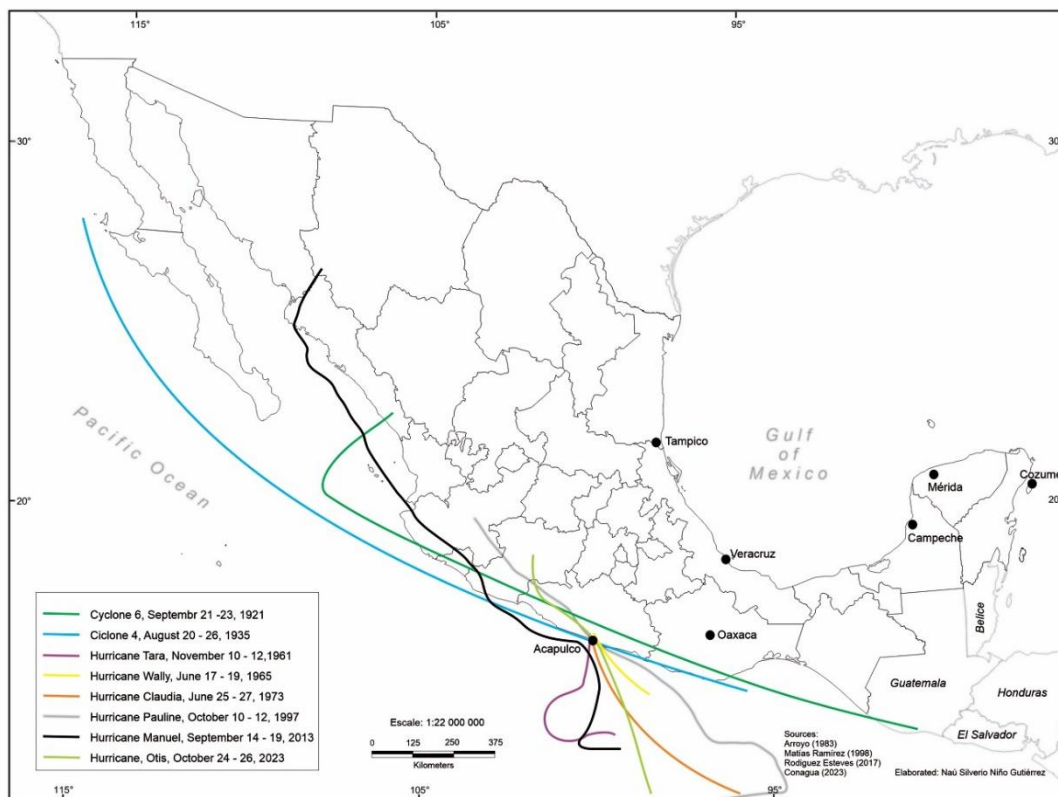 115°
105°
95°
30°
30
Pacific Ocean
Gulf
of
Mexico
Tampico
Mérida
Cozume
20°
20
Campeche
Veracruz
Belice
Oaxaca
Acapulco
Guatemala
Honduras
El Salvador
Cyclone 6, Septembr 21 -23, 1921
Ciclone 4, August 20 - 26, 1935
Hurricane Tara, November 10 - 12,1961
Hurricane Wally, June 17 - 19, 1965
Hurricane Claudia, June 25 - 27, 1973
Hurricane Pauline, October 10 - 12, 1997
Hurricane Manuel, September 14 - 19, 2013
Hurricane, Otis, October 24 - 26, 2023
Escale: 1:22 000 000
0 125 250 375
Kilometers
Sources:
Arroyo (1983)
Matías Ramírez (1998)
Rodiguez Esteves (2017)
Conagua (2023)
Elaborated: Naú Silverio Niño Gutiérrez
115°
105°
95°